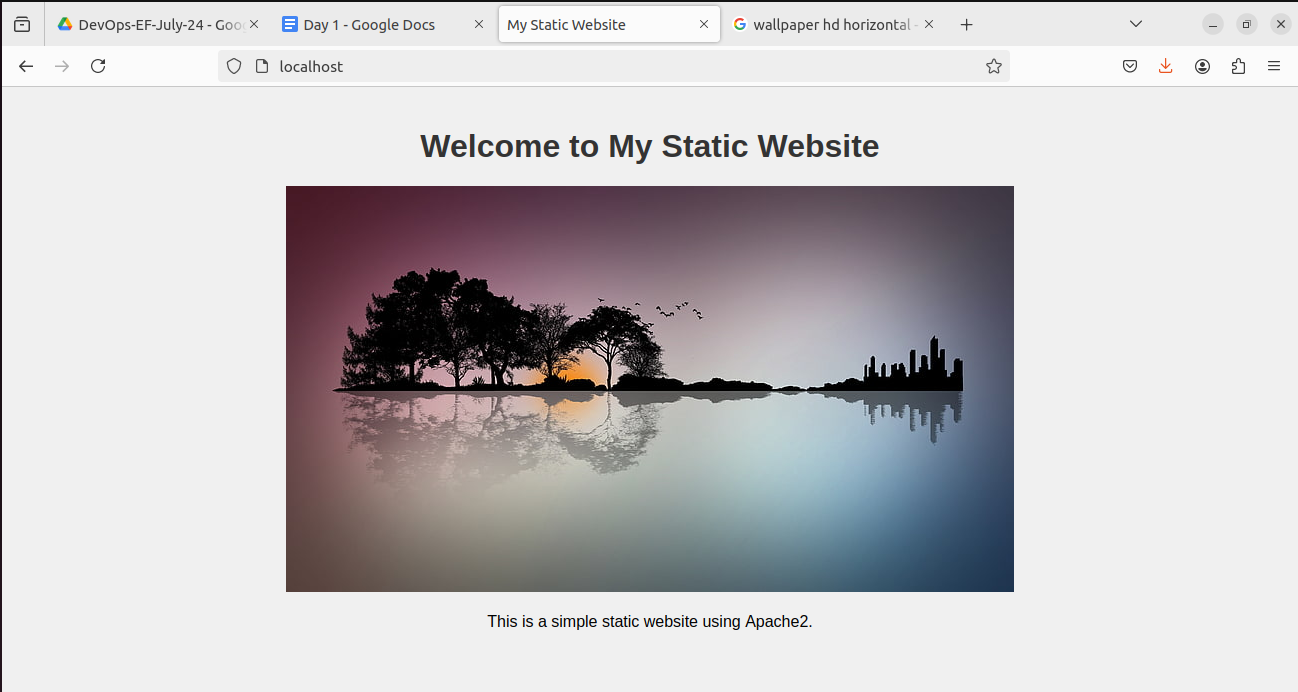 DevOps-EF-July-24 - Goo
Day 1 - Google Docs
My Static Website
wallpaper hd horizontal -
localhost
Welcome to My Static Website
This is a simple static website using Apache2.